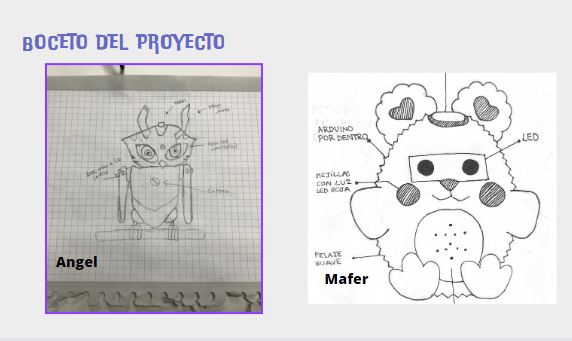 BOCETO DEL PROYECTO
Angel
ARDUINO
POR DENTRO
LED
MEJILLAS
CON LUZ
LED ROJA
PELAJE
SUAVE
Mafer